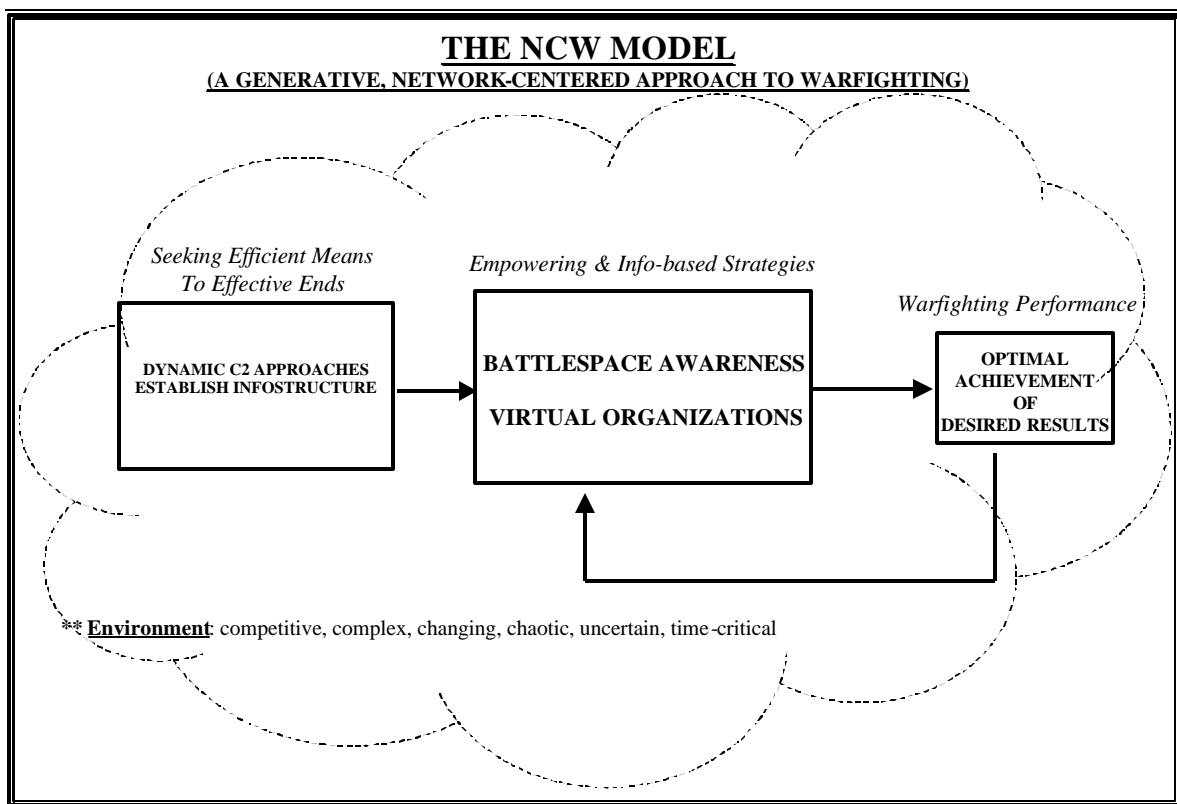 THE NCW MODEL
(A GENERATIVE, NETWORK-CENTERED APPROACH TO WARFIGHTING)
Seeking Efficient Means
To Effective Ends
DYNAMIC C2 APPROACHES
ESTABLISH INFOSTRUCTURE
Empowering & Info-based Strategies
BATTLESPACE AWARENESS
VIRTUAL ORGANIZATIONS
Warfighting Performance
OPTIMAL
ACHIEVEMENT
OF
DESIRED RESULTS
** Environment: competitive, complex, changing, chaotic, uncertain, time-critical